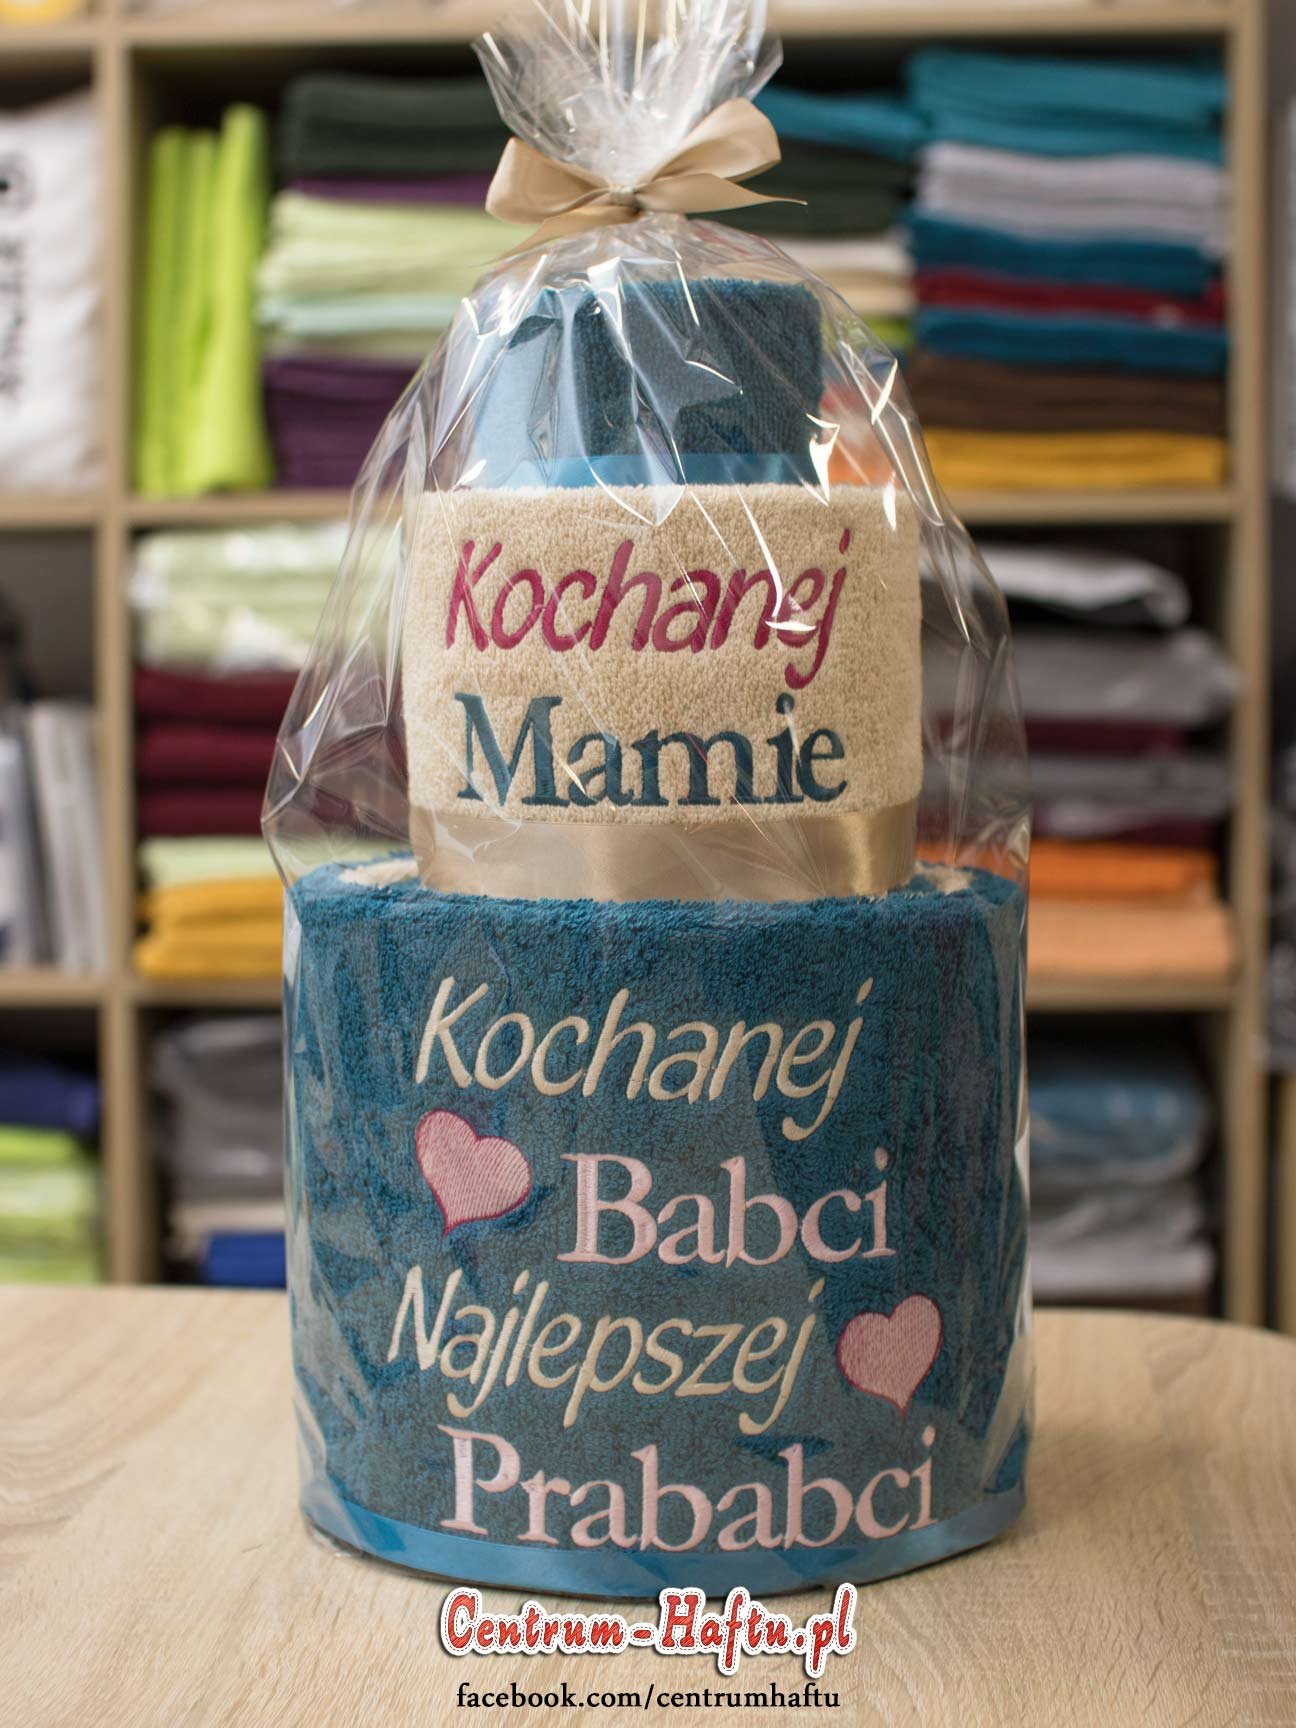 Kochanej
Mamie
Kochanej
Babci
Najlepszej
Prababci
Centrum-Haftu.pl
facebook.com/centrumhaftu